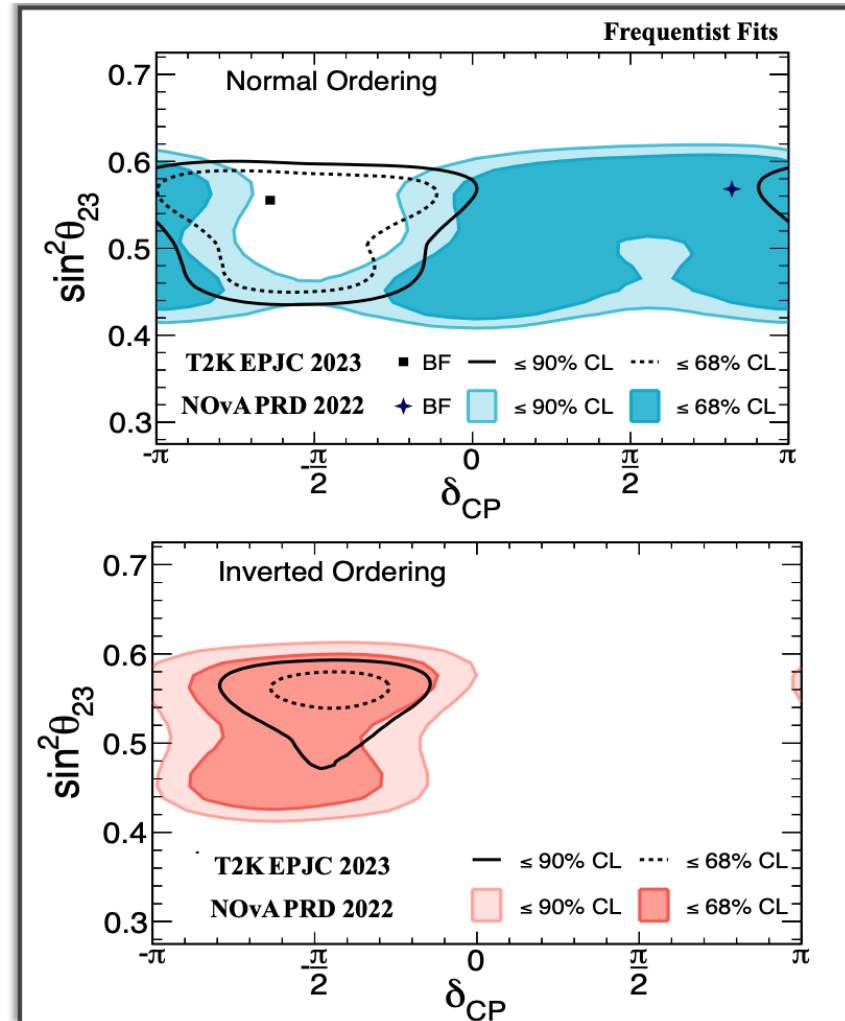 Frequentist Fits
Normal Ordering
0.7
0.6
0.5
0.4
0.3
sin²θ₂₃
T2K EPJC 2023 BF ≤ 90% CL ≤ 68% CL
NOvA PRD 2022 BF ≤ 90% CL ≤ 68% CL
-π -π/2 0 π/2 π
δCP
Inverted Ordering
0.7
0.6
0.5
0.4
0.3
sin²θ₂₃
T2K EPJC 2023 ≤ 90% CL ≤ 68% CL
NOvA PRD 2022 ≤ 90% CL ≤ 68% CL
-π -π/2 0 π/2 π
δCP